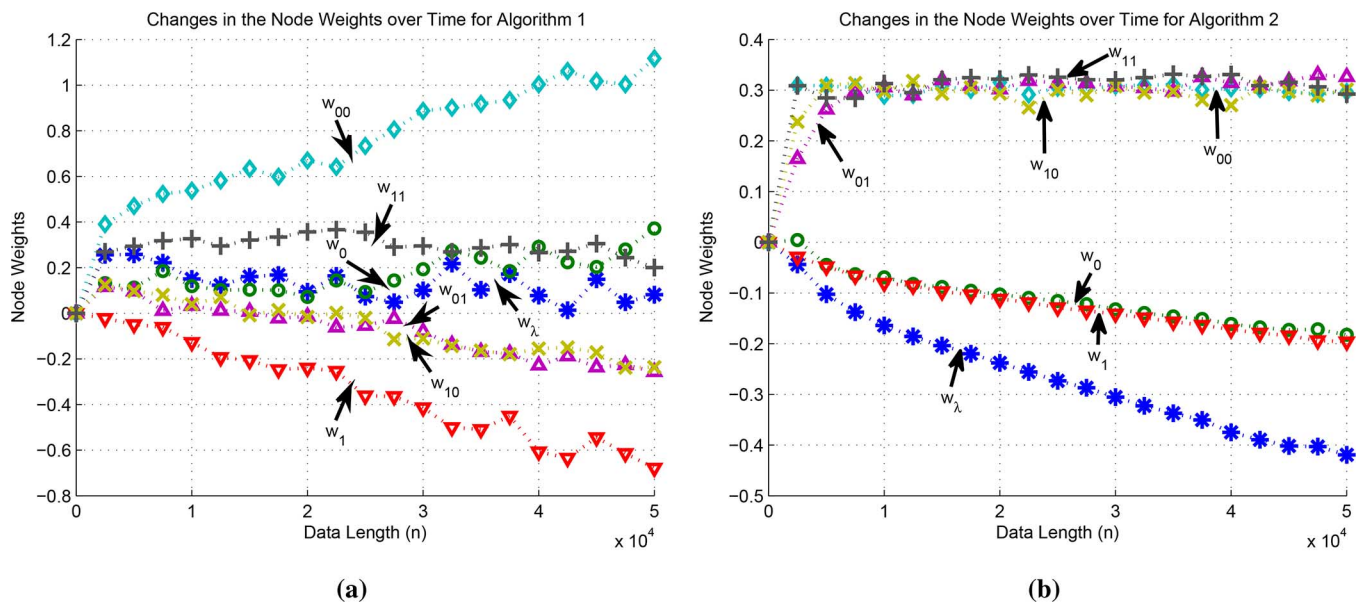 Changes in the Node Weights over Time for Algorithm 1
1.2
1
0.8
0.6
0.4
0.2
0
−0.2
−0.4
−0.6
−0.8
Node Weights
w00
w11
w0
w01
wλ
w10
w1
0 1 2 3 4 5
Data Length (n)
x 10^4
(a)
Changes in the Node Weights over Time for Algorithm 2
0.4
0.3
0.2
0.1
0
−0.1
−0.2
−0.3
−0.4
−0.5
Node Weights
w11
w01
w10
w00
w0
w1
wλ
0 1 2 3 4 5
Data Length (n)
x 10^4
(b)